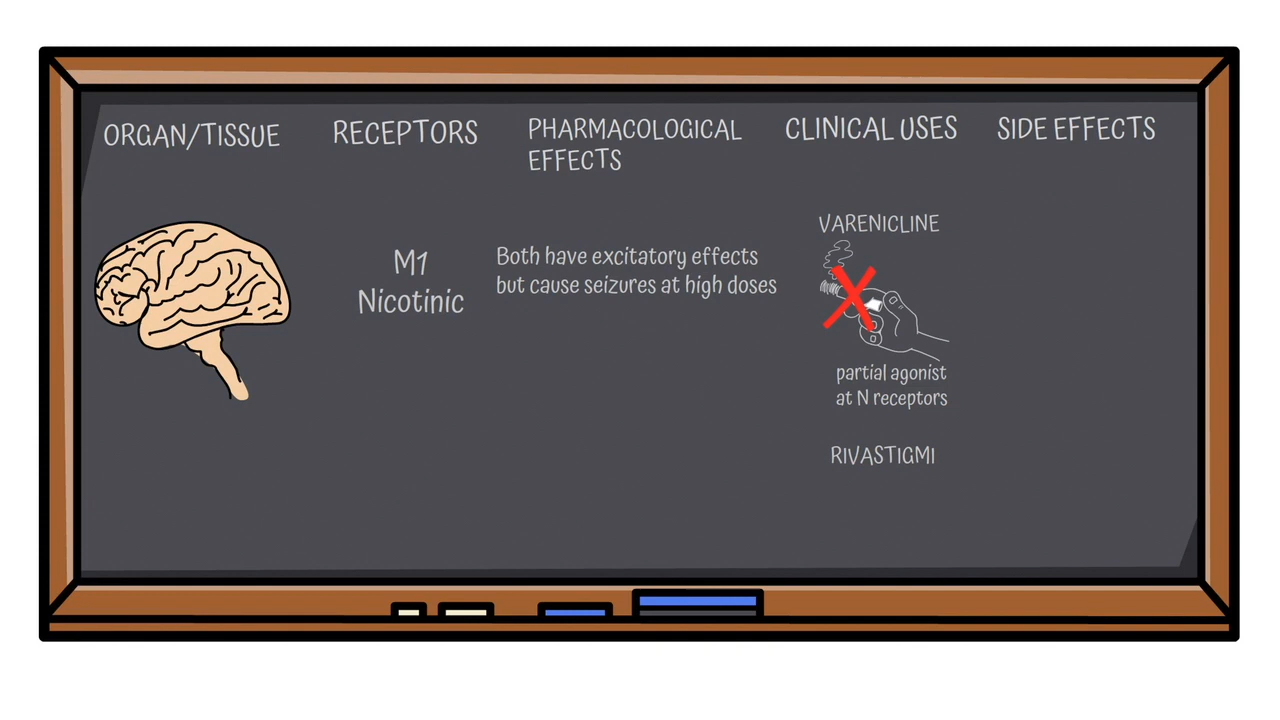 ORGAN/TISSUE
RECEPTORS
PHARMACOLOGICAL
EFFECTS
CLINICAL USES
SIDE EFFECTS
M1
Nicotinic
Both have excitatory effects
but cause seizures at high doses
VARENICLINE
partial agonist
at N receptors
RIVASTIGMI